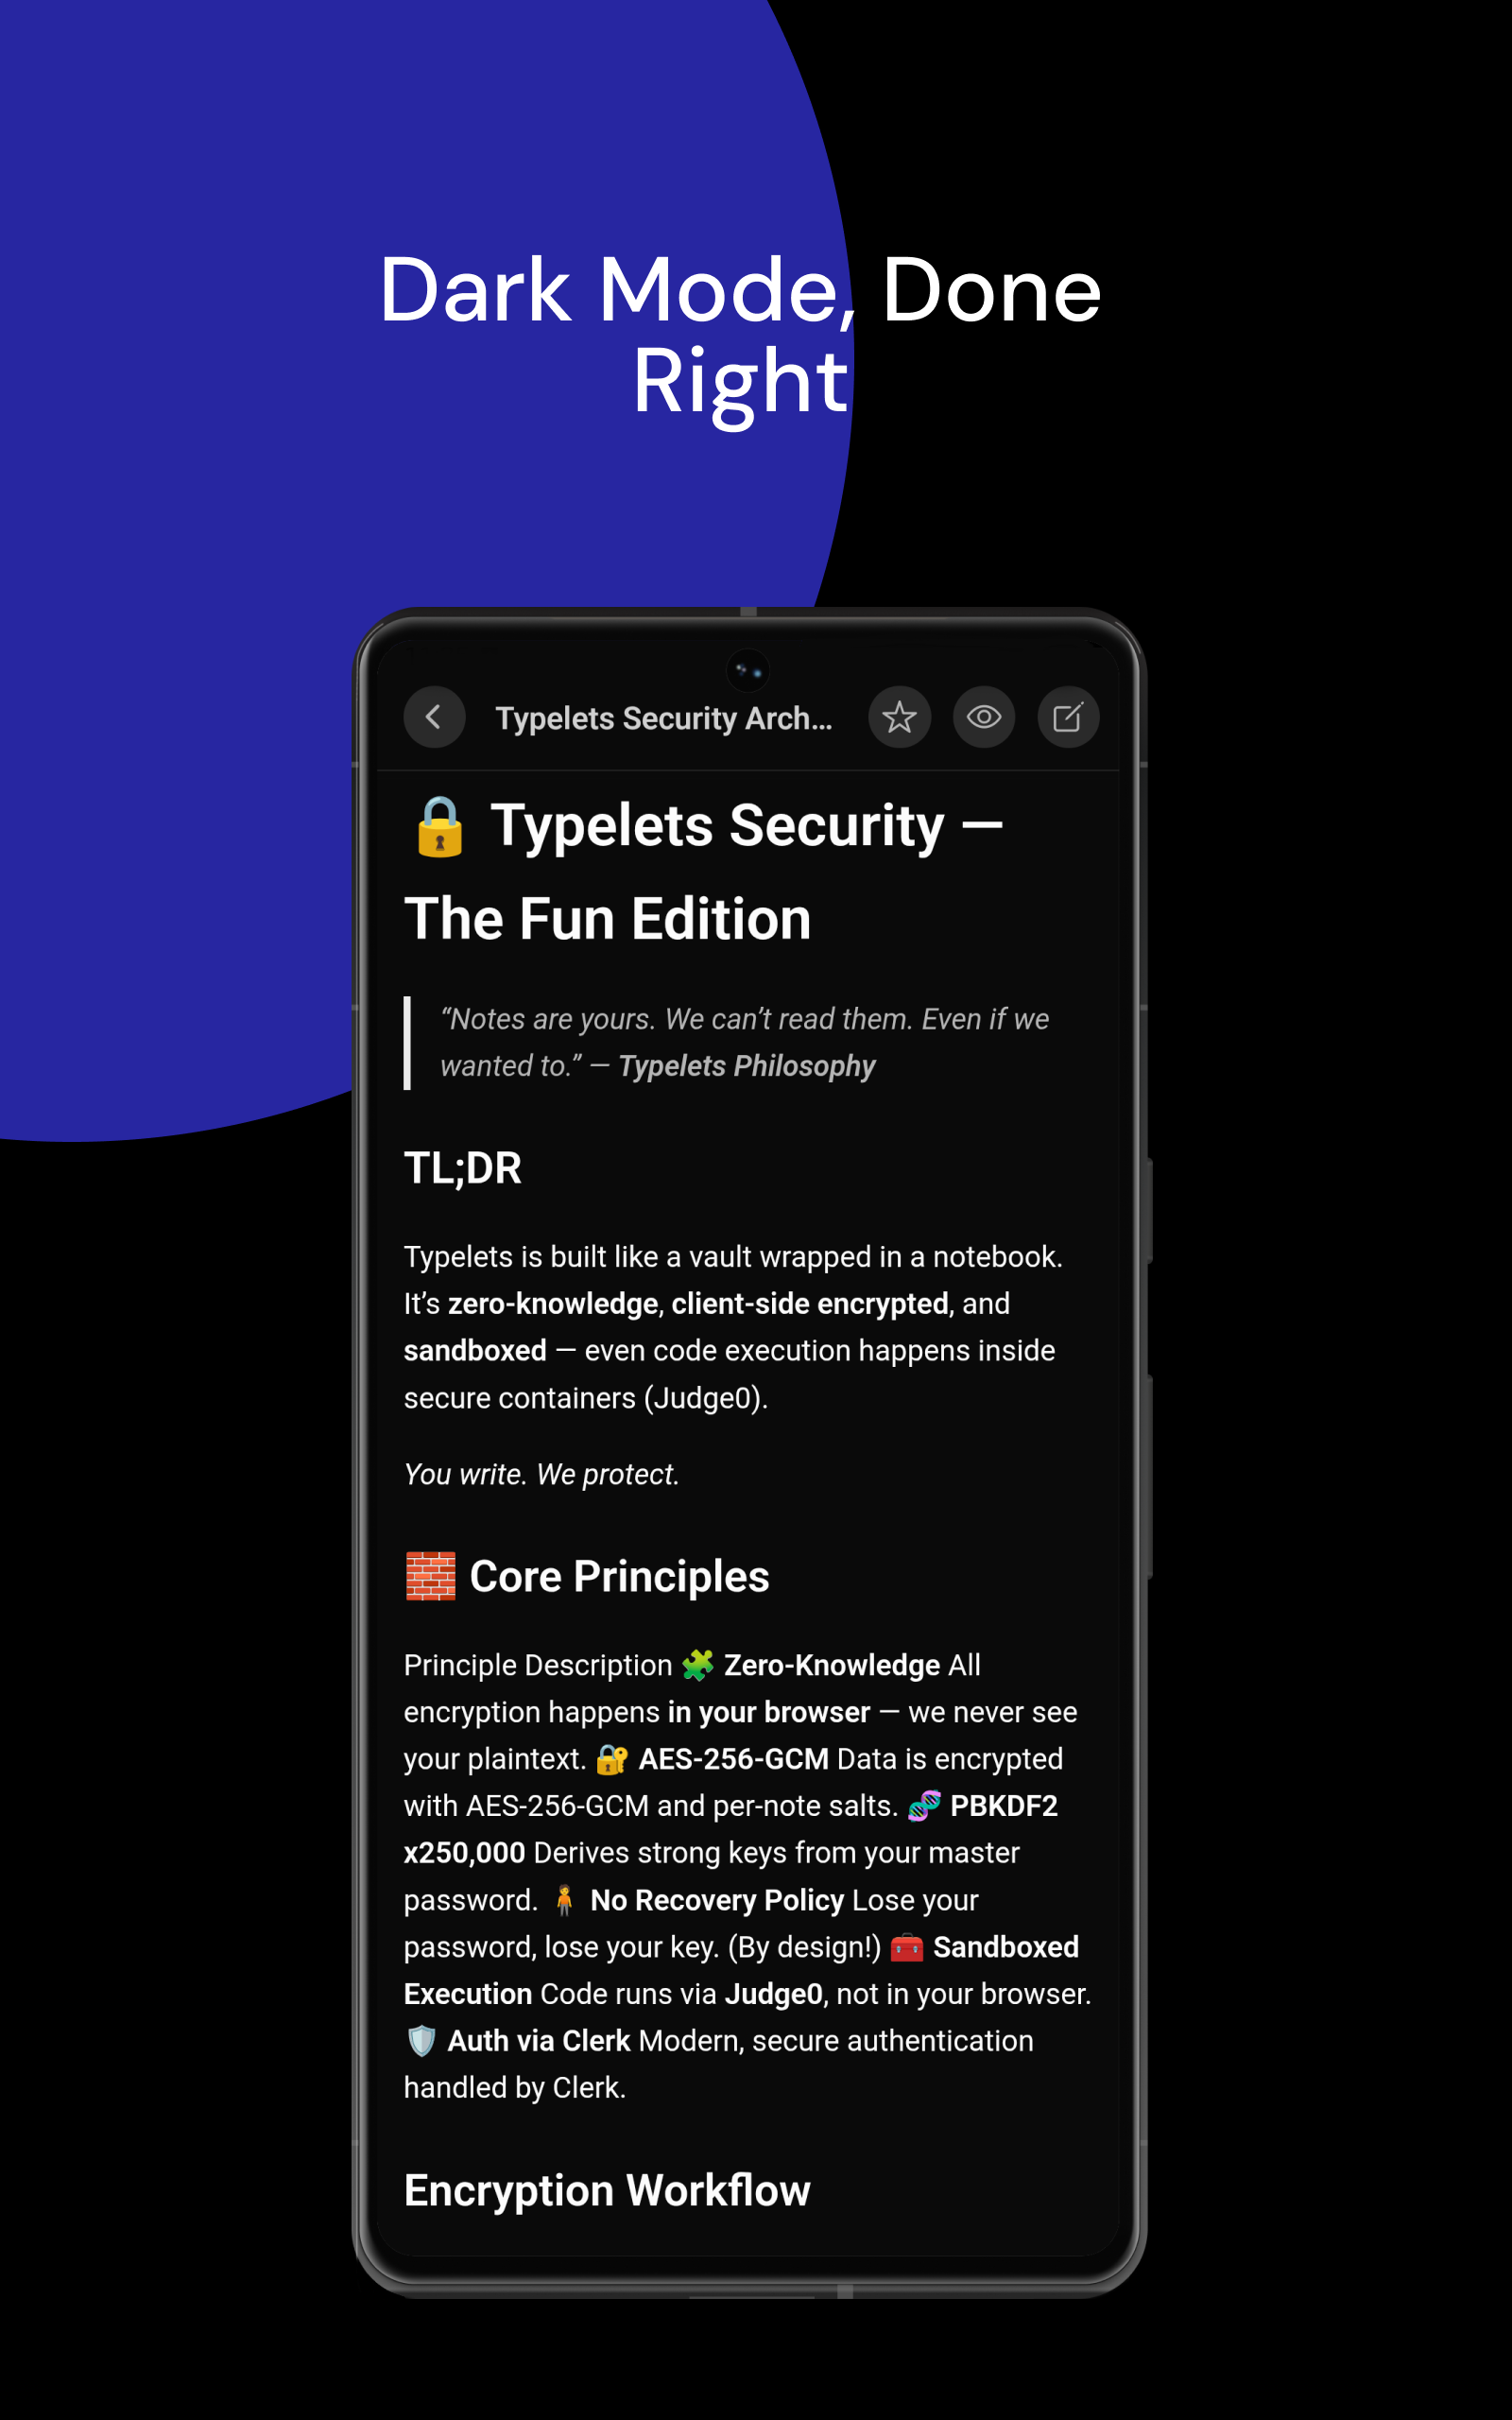 Dark Mode, Done
Right
Typelets Security Arch...
🔒 Typelets Security —
The Fun Edition
“Notes are yours. We can’t read them. Even if we
wanted to.” — Typelets Philosophy
TL;DR
Typelets is built like a vault wrapped in a notebook.
It’s zero-knowledge, client-side encrypted, and
sandboxed — even code execution happens inside
secure containers (Judge0).
You write. We protect.
🧱 Core Principles
Principle Description 🧩 Zero-Knowledge All
encryption happens in your browser — we never see
your plaintext. 🔐 AES-256-GCM Data is encrypted
with AES-256-GCM and per-note salts. 🧬 PBKDF2
x250,000 Derives strong keys from your master
password. 🧍 No Recovery Policy Lose your
password, lose your key. (By design!) 🧰 Sandboxed
Execution Code runs via Judge0, not in your browser.
🛡️ Auth via Clerk Modern, secure authentication
handled by Clerk.
Encryption Workflow